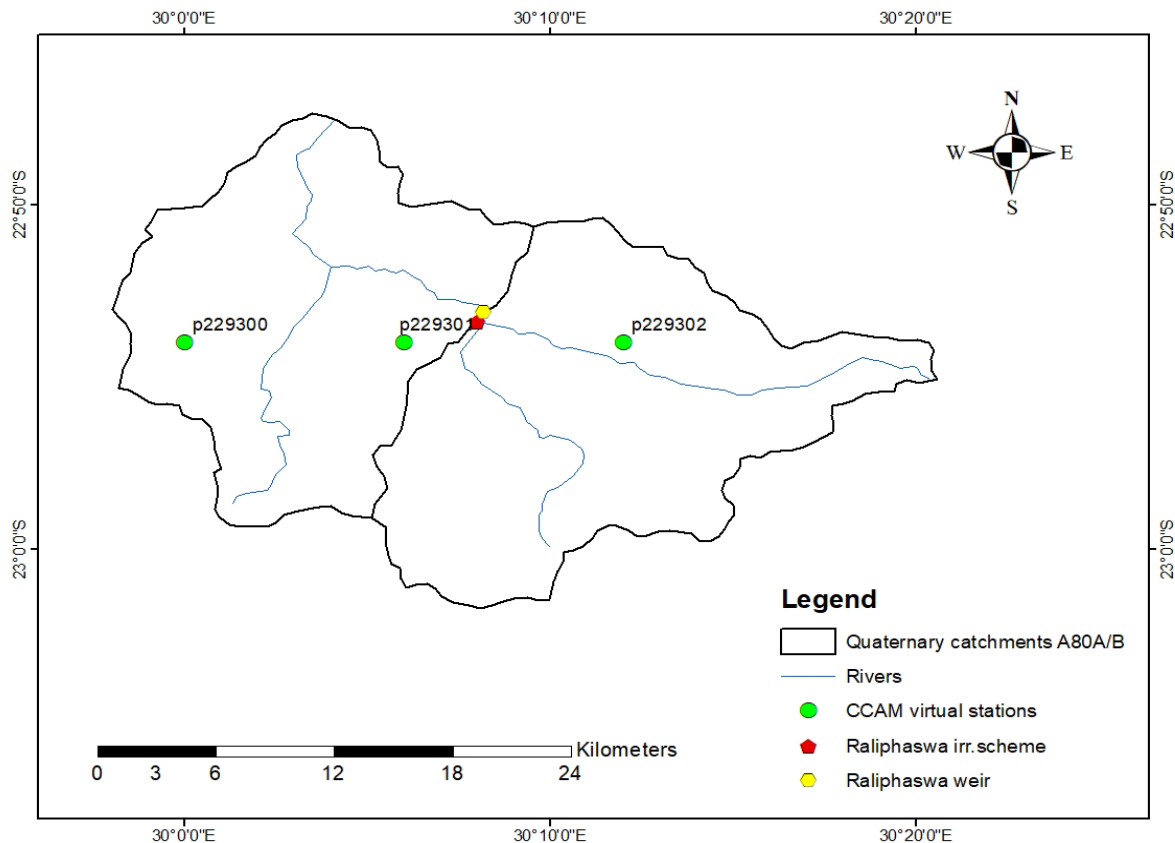 30°0'0"E 30°10'0"E 30°20'0"E
N
W E
S
22°50'0"S 22°50'0"S
p229300 p229301 p229302
23°0'0"S 23°0'0"S
Legend
Quaternary catchments A80A/B
Rivers
CCAM virtual stations
Raliphaswa irr.scheme
Raliphaswa weir
Kilometers
0 3 6 12 18 24
30°0'0"E 30°10'0"E 30°20'0"E